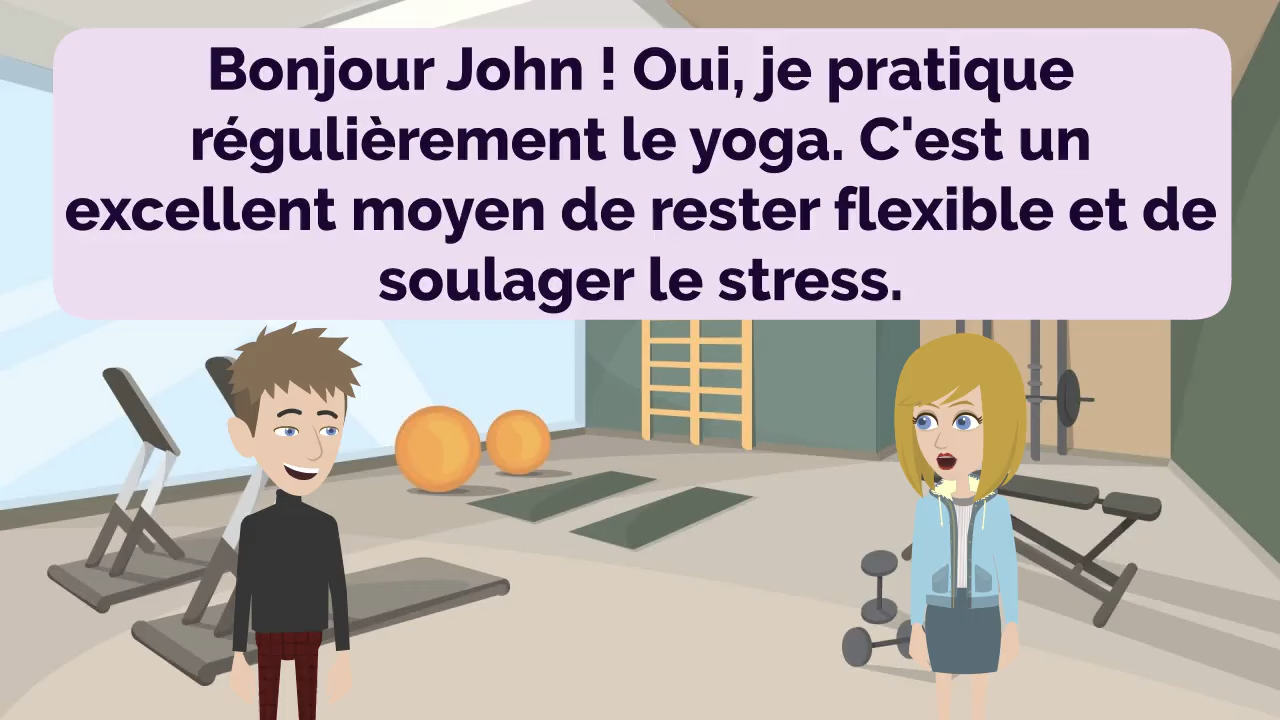 Bonjour John ! Oui, je pratique
régulièrement le yoga. C'est un
excellent moyen de rester flexible et de
soulager le stress.